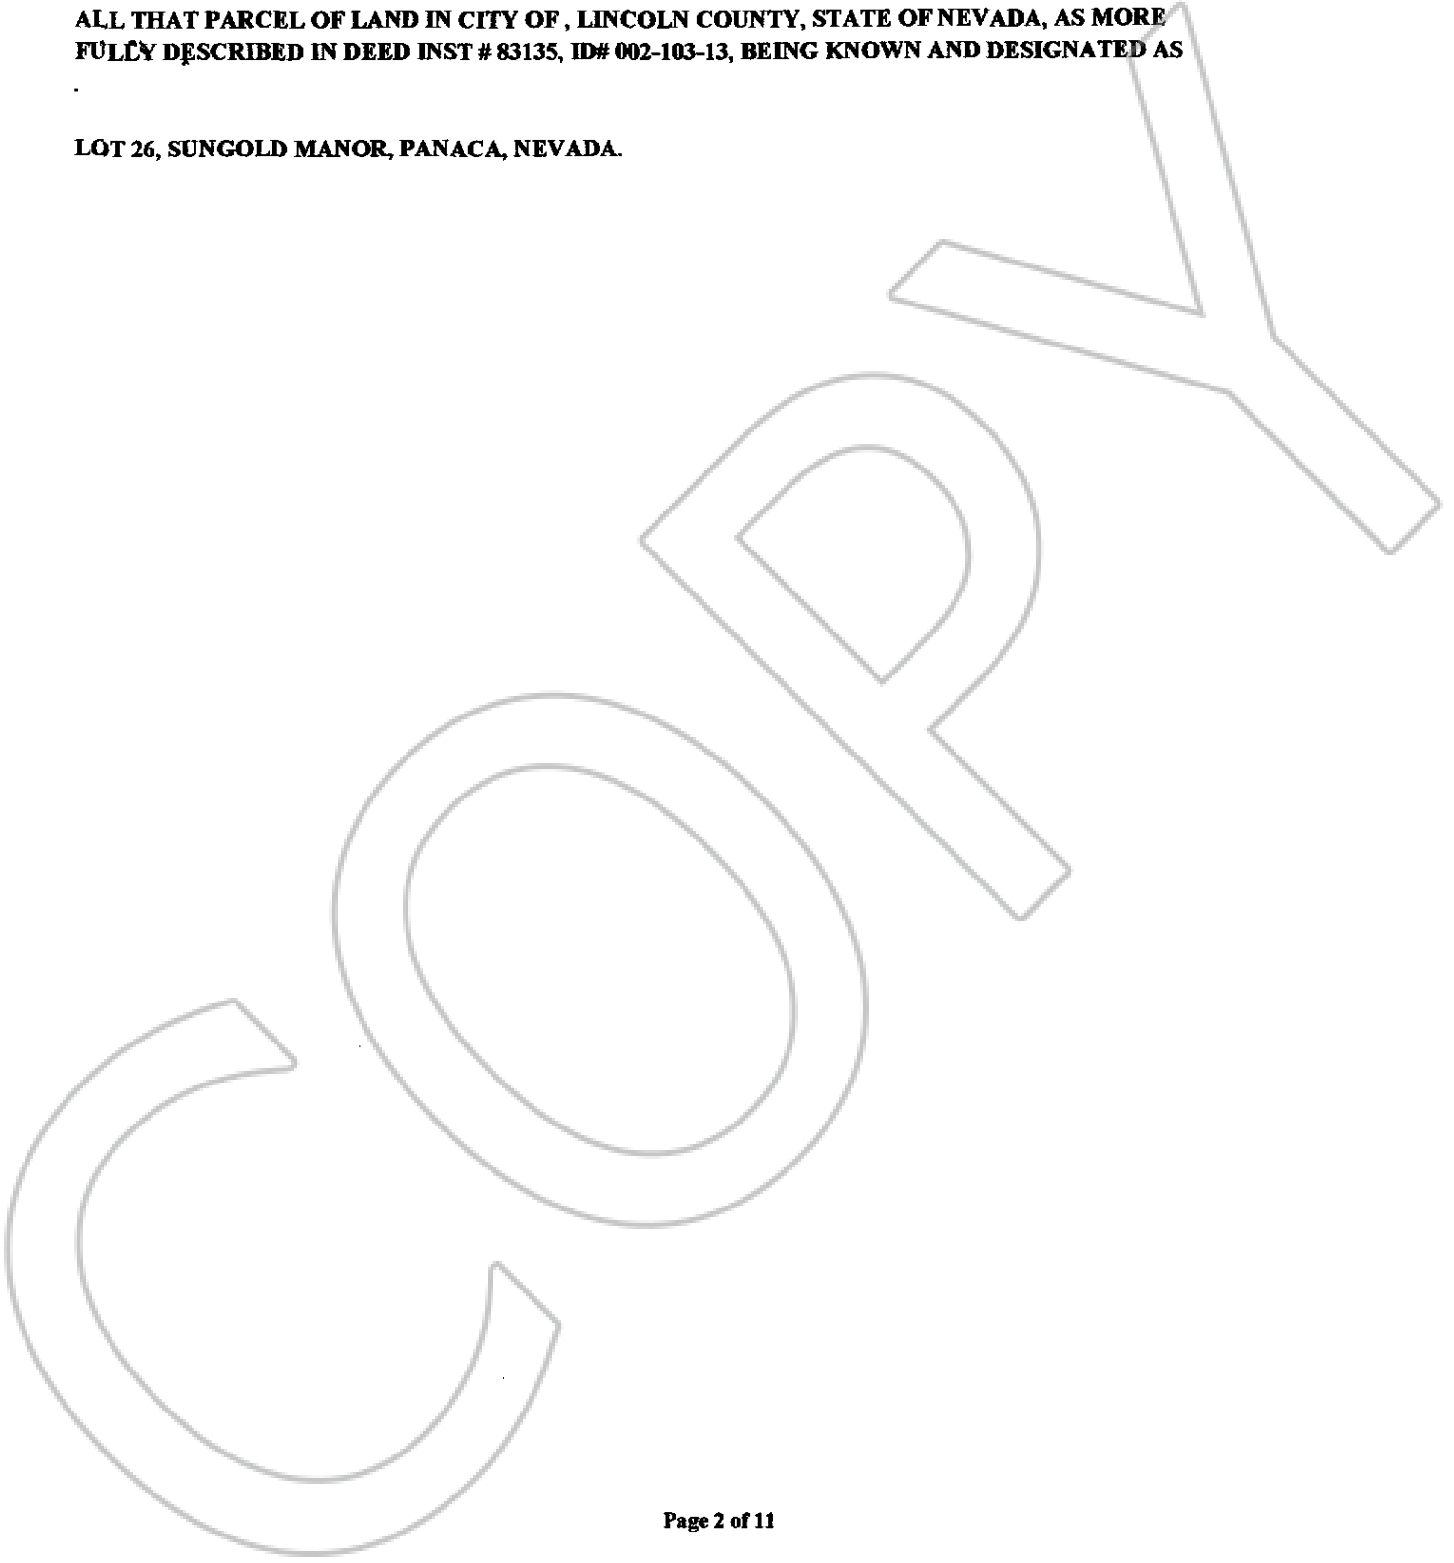 ALL THAT PARCEL OF LAND IN CITY OF , LINCOLN COUNTY, STATE OF NEVADA, AS MORE
FULLY DESCRIBED IN DEED INST # 83135, ID# 002-103-13, BEING KNOWN AND DESIGNATED AS
.
LOT 26, SUNGOLD MANOR, PANACA, NEVADA.
COPY
Page 2 of 11